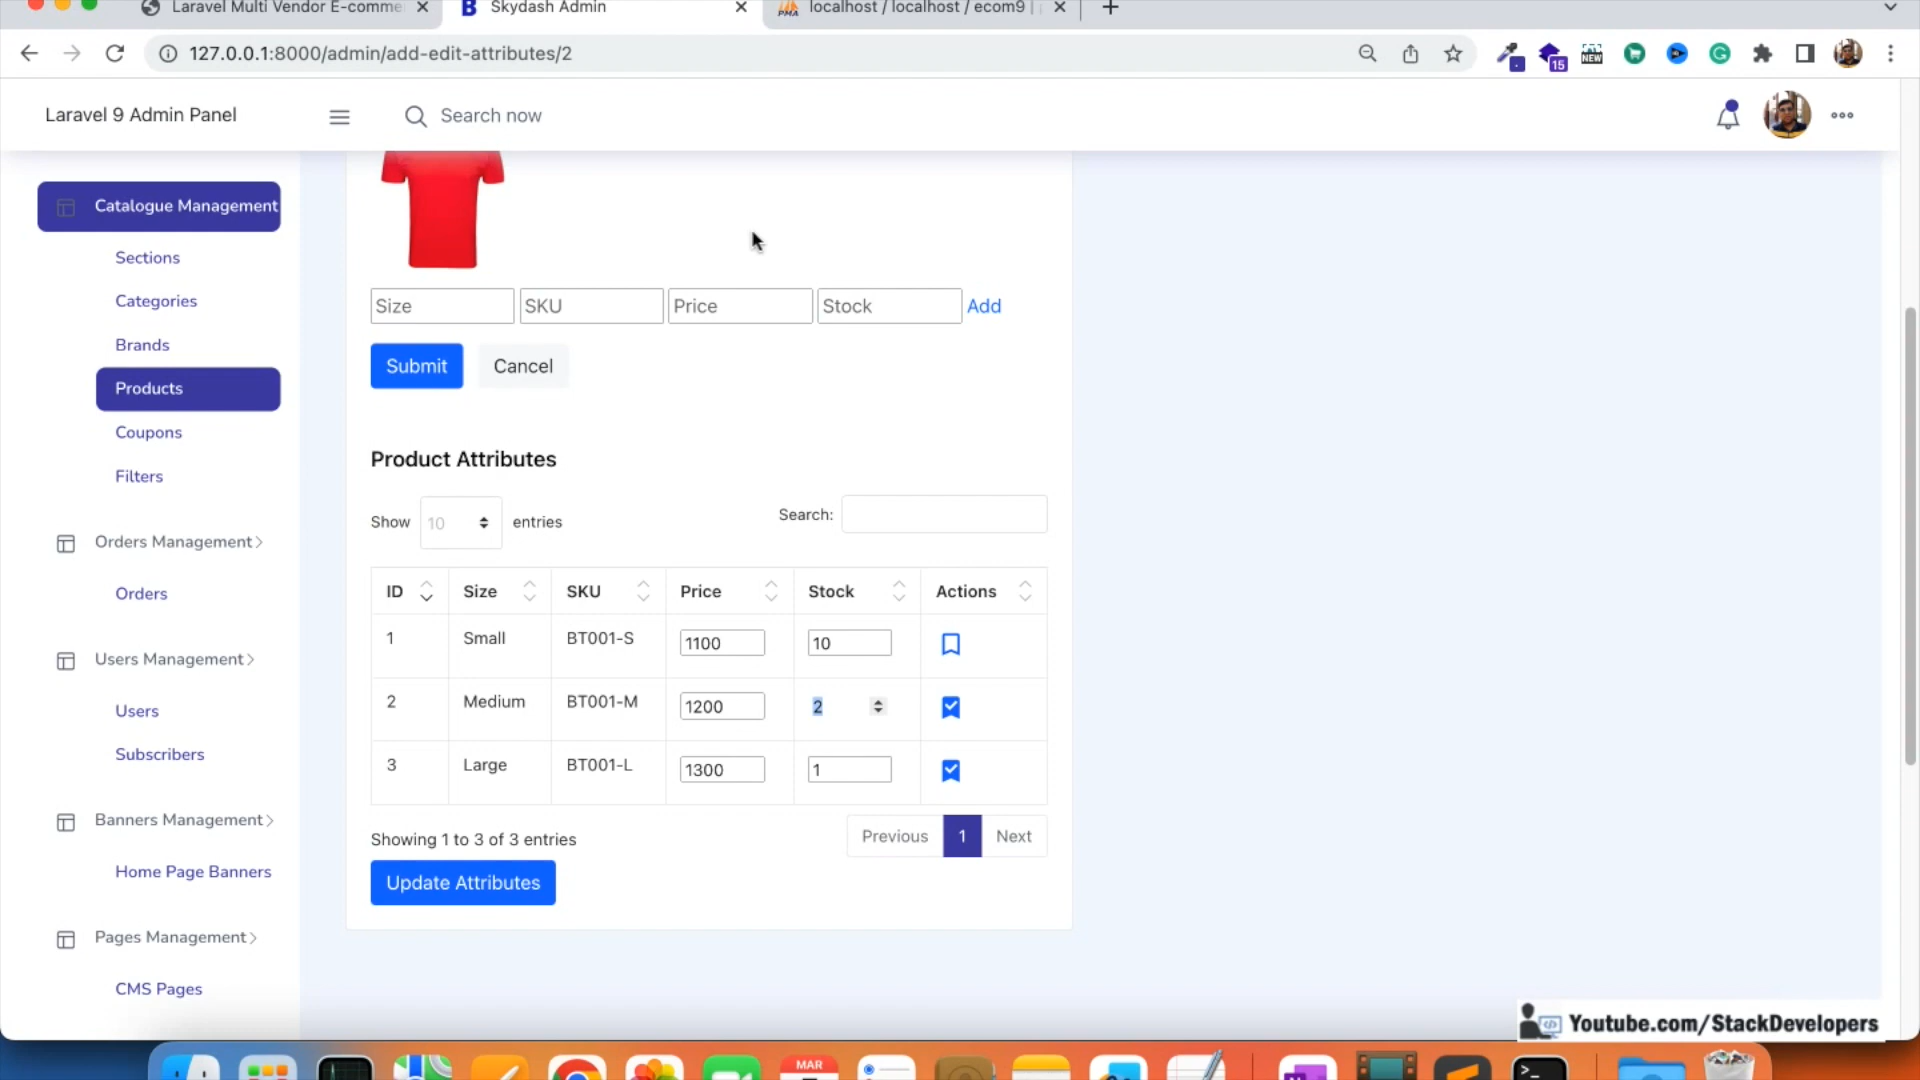 Laravel Multi Vendor E-comme
Skydash Admin
PMA
localhost / localhost / ecom9 | p
127.0.0.1:8000/admin/add-edit-attributes/2
15
NEW
Laravel 9 Admin Panel
Search now
Catalogue Management
Sections
Categories
Brands
Products
Coupons
Filters
Orders Management
Orders
Users Management
Users
Subscribers
Banners Management
Home Page Banners
Pages Management
CMS Pages
Size SKU Price Stock Add
Submit Cancel
Product Attributes
Show 10 entries
Search:
ID Size SKU Price Stock Actions
1 Small BT001-S 1100 10
2 Medium BT001-M 1200 2
3 Large BT001-L 1300 1
Showing 1 to 3 of 3 entries
Previous 1 Next
Update Attributes
Youtube.com/StackDevelopers
MAR